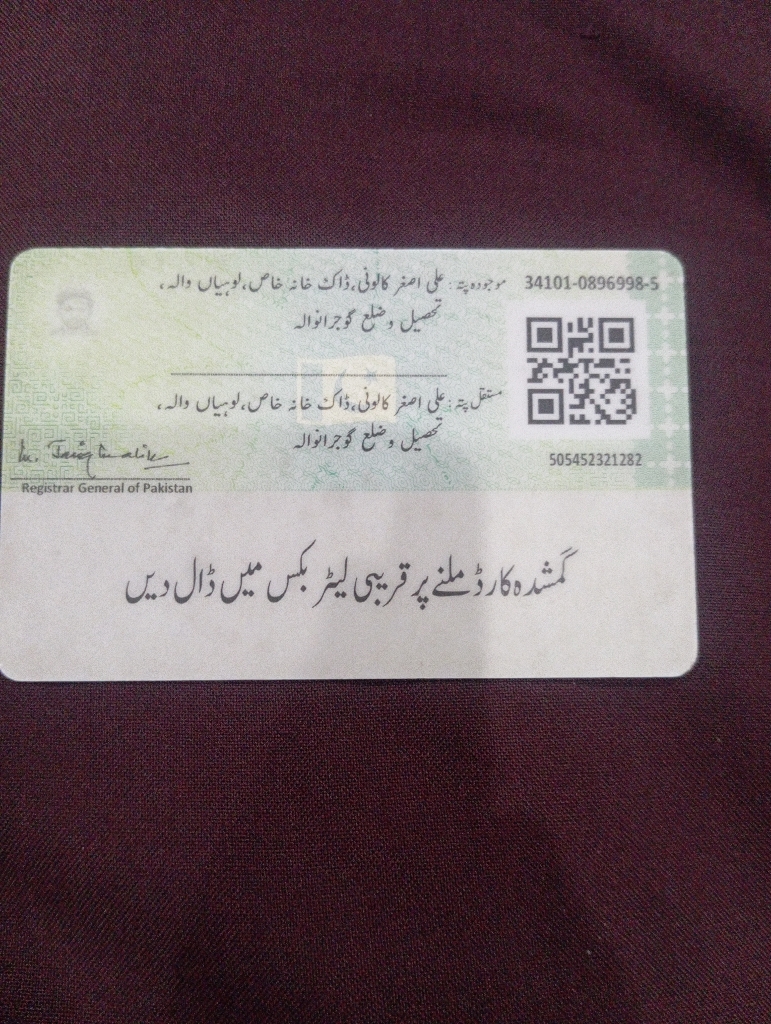 34101-0896998-5
موجودہ پتہ: علی اصغر کالونی، ڈاک خانہ خاص، لوہیاں والہ،
تحصیل و ضلع گوجرانوالہ
مستقل پتہ: علی اصغر کالونی، ڈاک خانہ خاص، لوہیاں والہ،
تحصیل و ضلع گوجرانوالہ
505452321282
Registrar General of Pakistan
گمشدہ کارڈ ملنے پر قریبی لیٹر بکس میں ڈال دیں